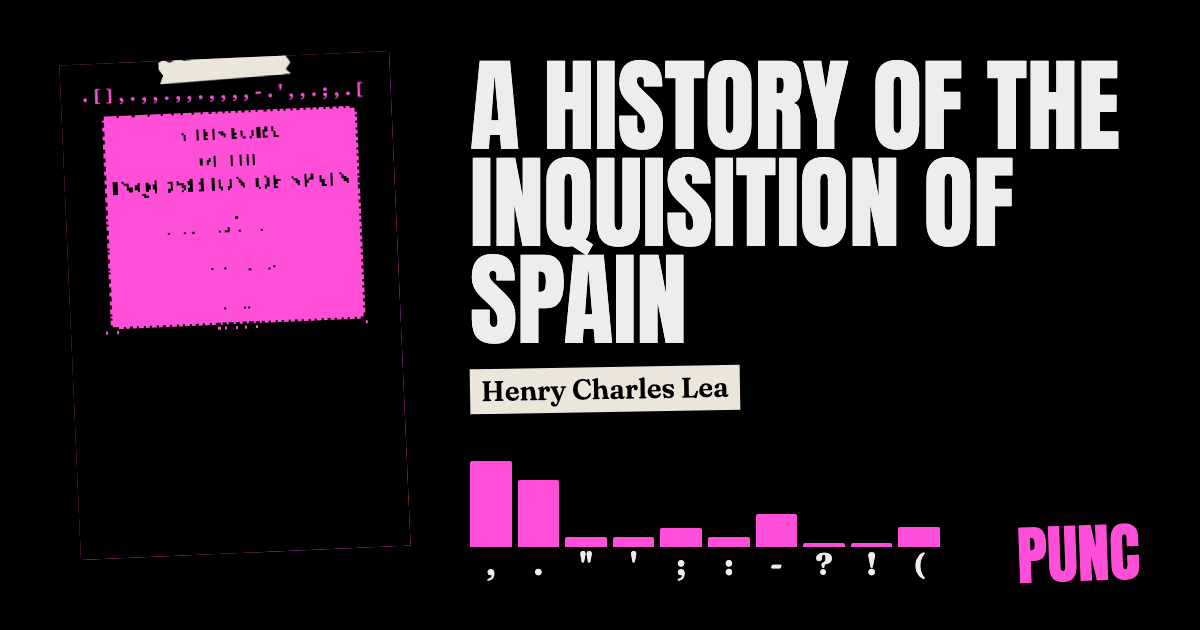 .[],.,,.,,.,,,,-.',,.;,.[
A HISTORY OF THE
INQUISITION OF
SPAIN
Henry Charles Lea
, . " ' ; : - ? ! (
PUNC